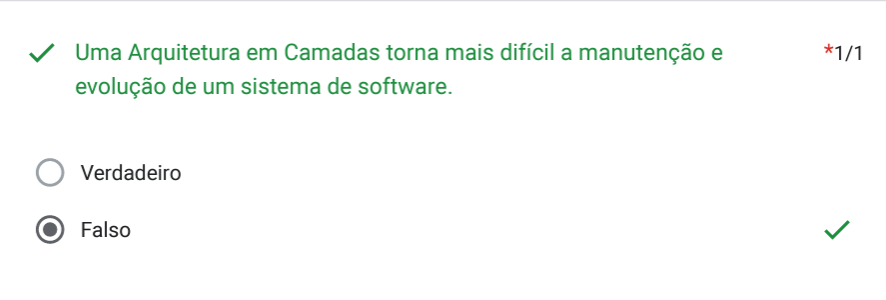 Uma Arquitetura em Camadas torna mais difícil a manutenção e *1/1
evolução de um sistema de software.
Verdadeiro
Falso